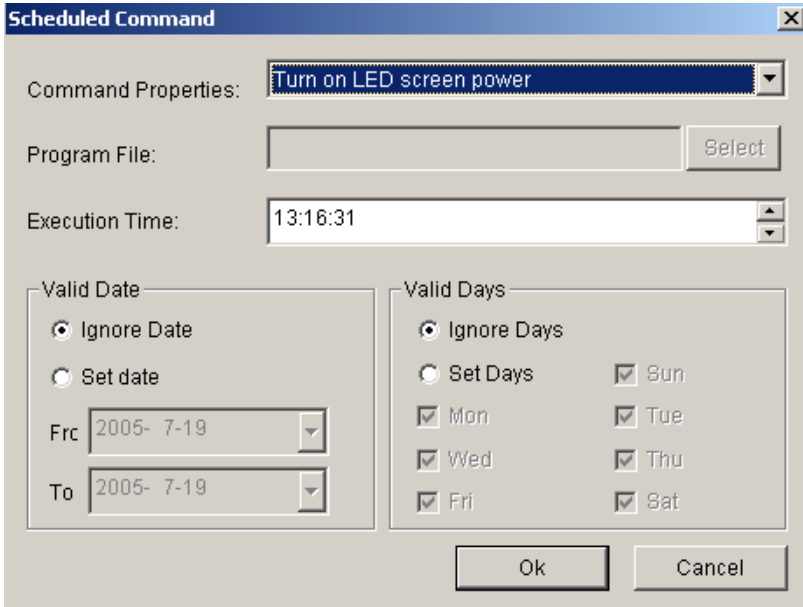 Scheduled Command
Command Properties: Turn on LED screen power
Program File: Select
Execution Time: 13:16:31
Valid Date
Ignore Date
Set date
Frc 2005- 7-19
To 2005- 7-19
Valid Days
Ignore Days
Set Days Sun
Mon Tue
Wed Thu
Fri Sat
Ok Cancel